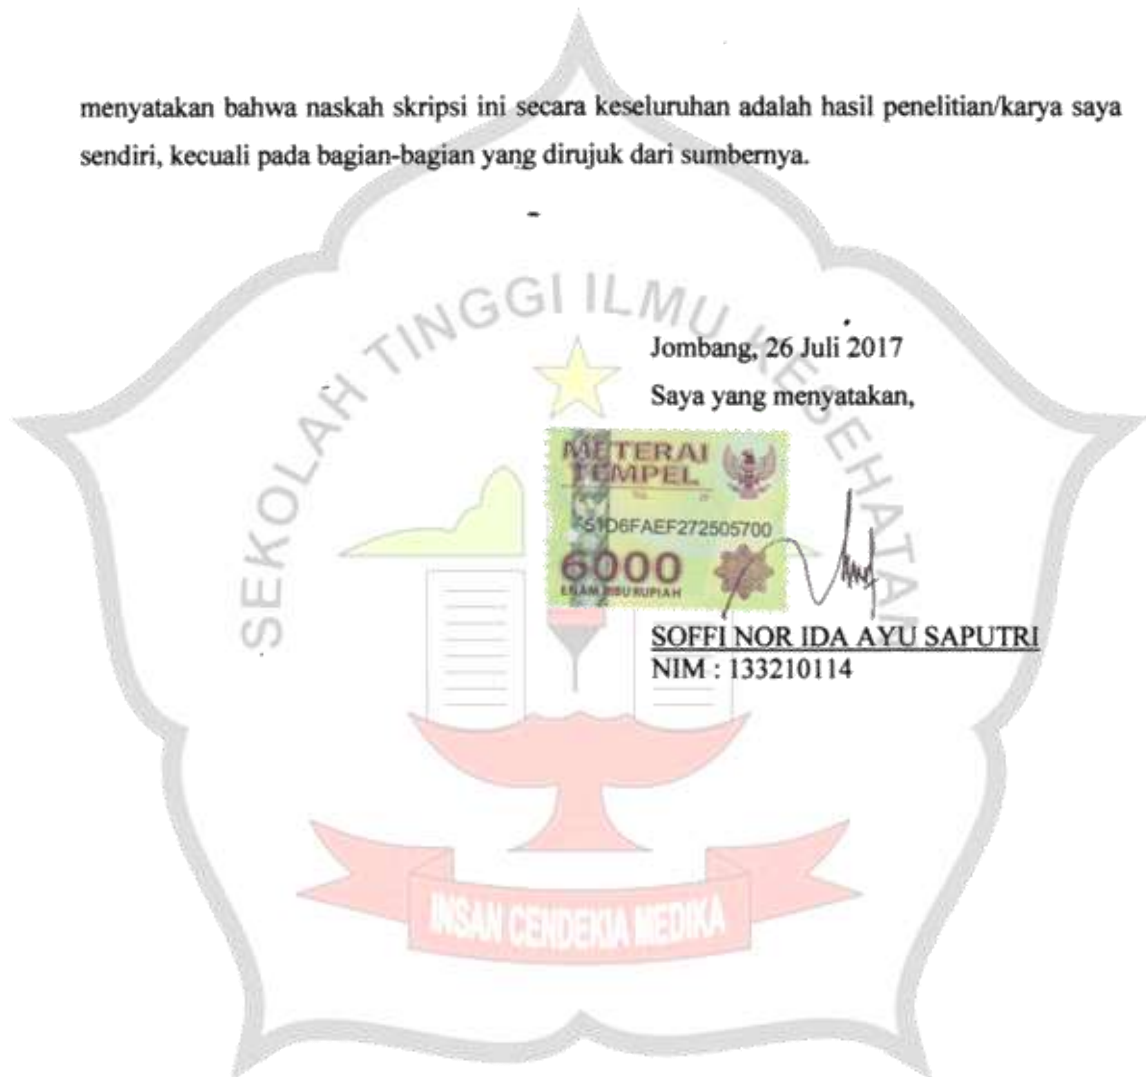 menyatakan bahwa naskah skripsi ini secara keseluruhan adalah hasil penelitian/karya saya
sendiri, kecuali pada bagian-bagian yang dirujuk dari sumbernya.
SEKOLAH TINGGI ILMU KESEHATAN
Jombang, 26 Juli 2017
Saya yang menyatakan,
METERAI
TEMPEL
6000
ENAM RIBU RUPIAH
SOFFI NOR IDA AYU SAPUTRI
NIM : 133210114
INSAN CENDEKIA MEDIKA